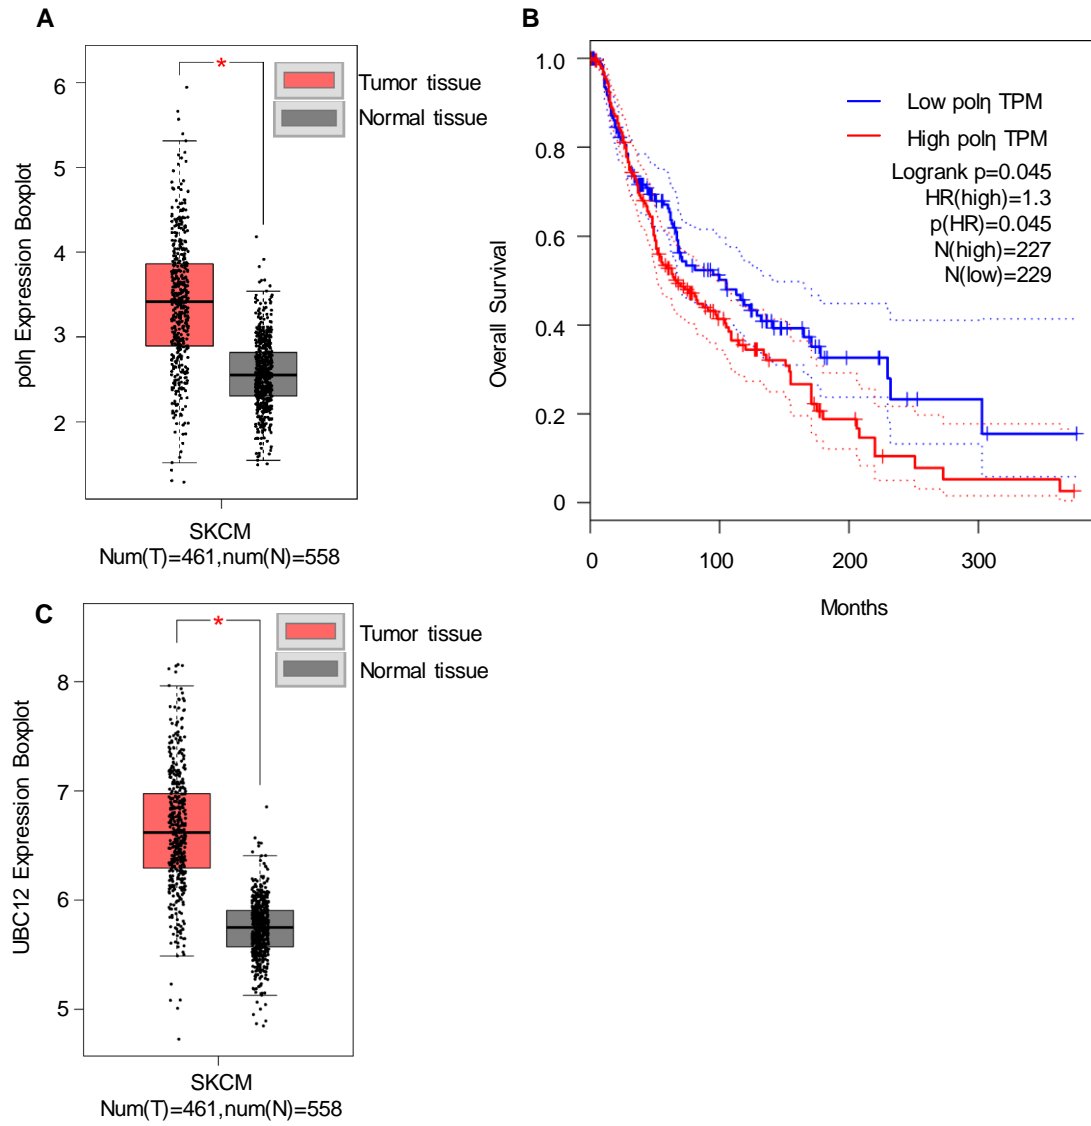 A
polη Expression Boxplot
6
5
4
3
2
*
Tumor tissue
Normal tissue
SKCM
Num(T)=461,num(N)=558
B
Overall Survival
1.0
0.8
0.6
0.4
0.2
0
Low polη TPM
High polη TPM
Logrank p=0.045
HR(high)=1.3
p(HR)=0.045
N(high)=227
N(low)=229
0 100 200 300
Months
C
UBC12 Expression Boxplot
8
7
6
5
*
Tumor tissue
Normal tissue
SKCM
Num(T)=461,num(N)=558